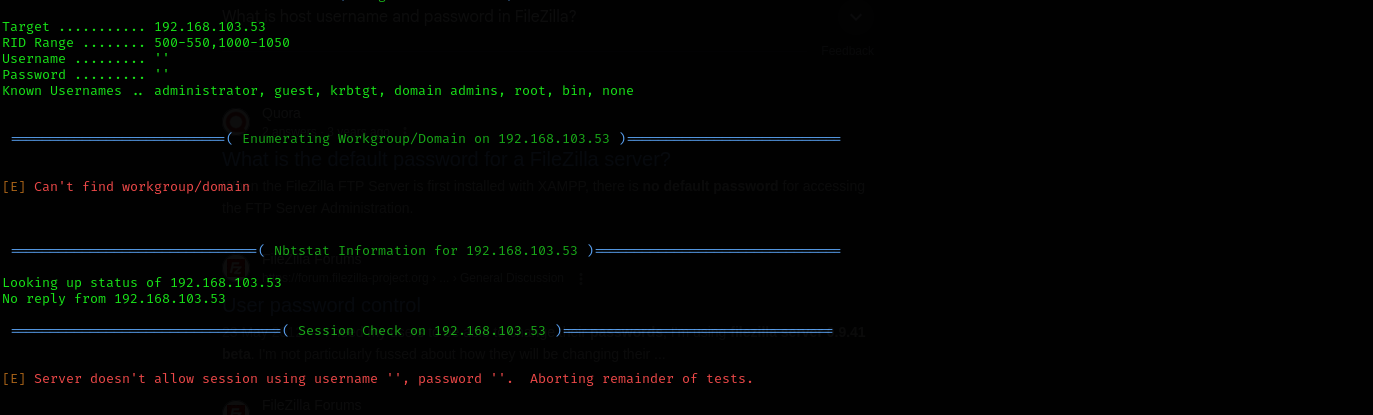 What is host username and password in FileZilla?
Target ........... 192.168.103.53
RID Range ........ 500-550,1000-1050
Feedback
Username ......... ''
Password ......... ''
Known Usernames .. administrator, guest, krbtgt, domain admins, root, bin, none
Quora
( Enumerating Workgroup/Domain on 192.168.103.53 )
What is the default password for a FileZilla server?
[E] Can't find workgroup/domain
the FileZilla FTP Server is first installed with XAMPP, there is no default password for accessing
the FTP Server Administration.
( Nbtstat Information for 192.168.103.53 )
FileZilla Forums
Looking up status of 192.168.103.53
No reply from 192.168.103.53
User password control
( Session Check on 192.168.103.53 )
beta. I'm not particularly fussed about how they will be changing their ...
[E] Server doesn't allow session using username '', password ''.  Aborting remainder of tests.
FileZilla Forums